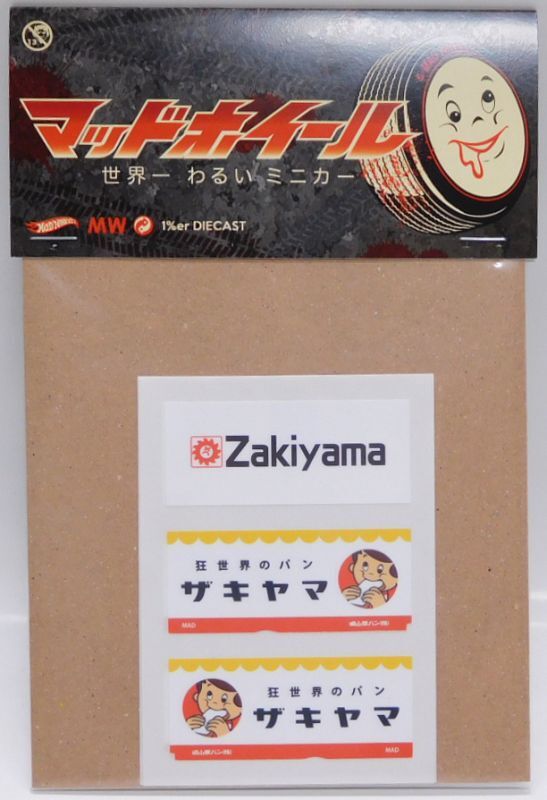 13
マッドホイール
世界一 わるい ミニカー
MW
1%er DIECAST
Zakiyama
狂世界のパン
ザキヤマ
MAD
狂世界のパン
ザキヤマ
MAD